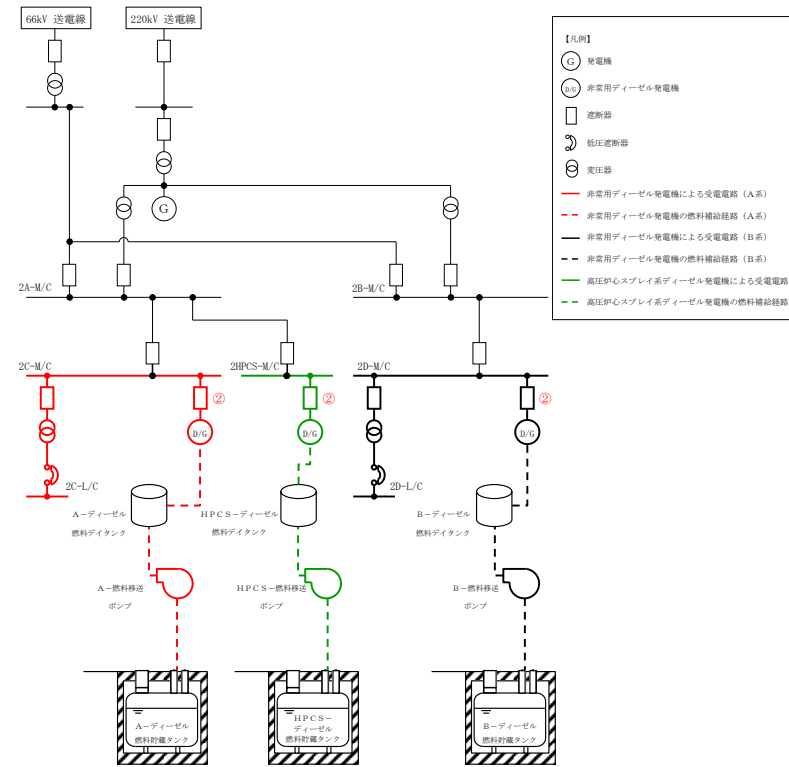 66kV 送電線
220kV 送電線
【凡例】
G 発電機
D/G 非常用ディーゼル発電機
遮断器
低圧遮断器
変圧器
非常用ディーゼル発電機による受電電路（A系）
非常用ディーゼル発電機の燃料補給経路（A系）
非常用ディーゼル発電機による受電電路（B系）
非常用ディーゼル発電機の燃料補給経路（B系）
高圧炉心スプレイ系ディーゼル発電機による受電電路
高圧炉心スプレイ系ディーゼル発電機の燃料補給経路
G
2A-M/C
2B-M/C
2C-M/C
2HPCS-M/C
2D-M/C
②
②
②
D/G
D/G
D/G
2C-L/C
2D-L/C
A－ディーゼル
燃料デイタンク
HPCS－ディーゼル
燃料デイタンク
B－ディーゼル
燃料デイタンク
A－燃料移送
ポンプ
HPCS－燃料移送
ポンプ
B－燃料移送
ポンプ
A－ディーゼル
燃料貯蔵タンク
HPCS－
ディーゼル
燃料貯蔵タンク
B－ディーゼル
燃料貯蔵タンク